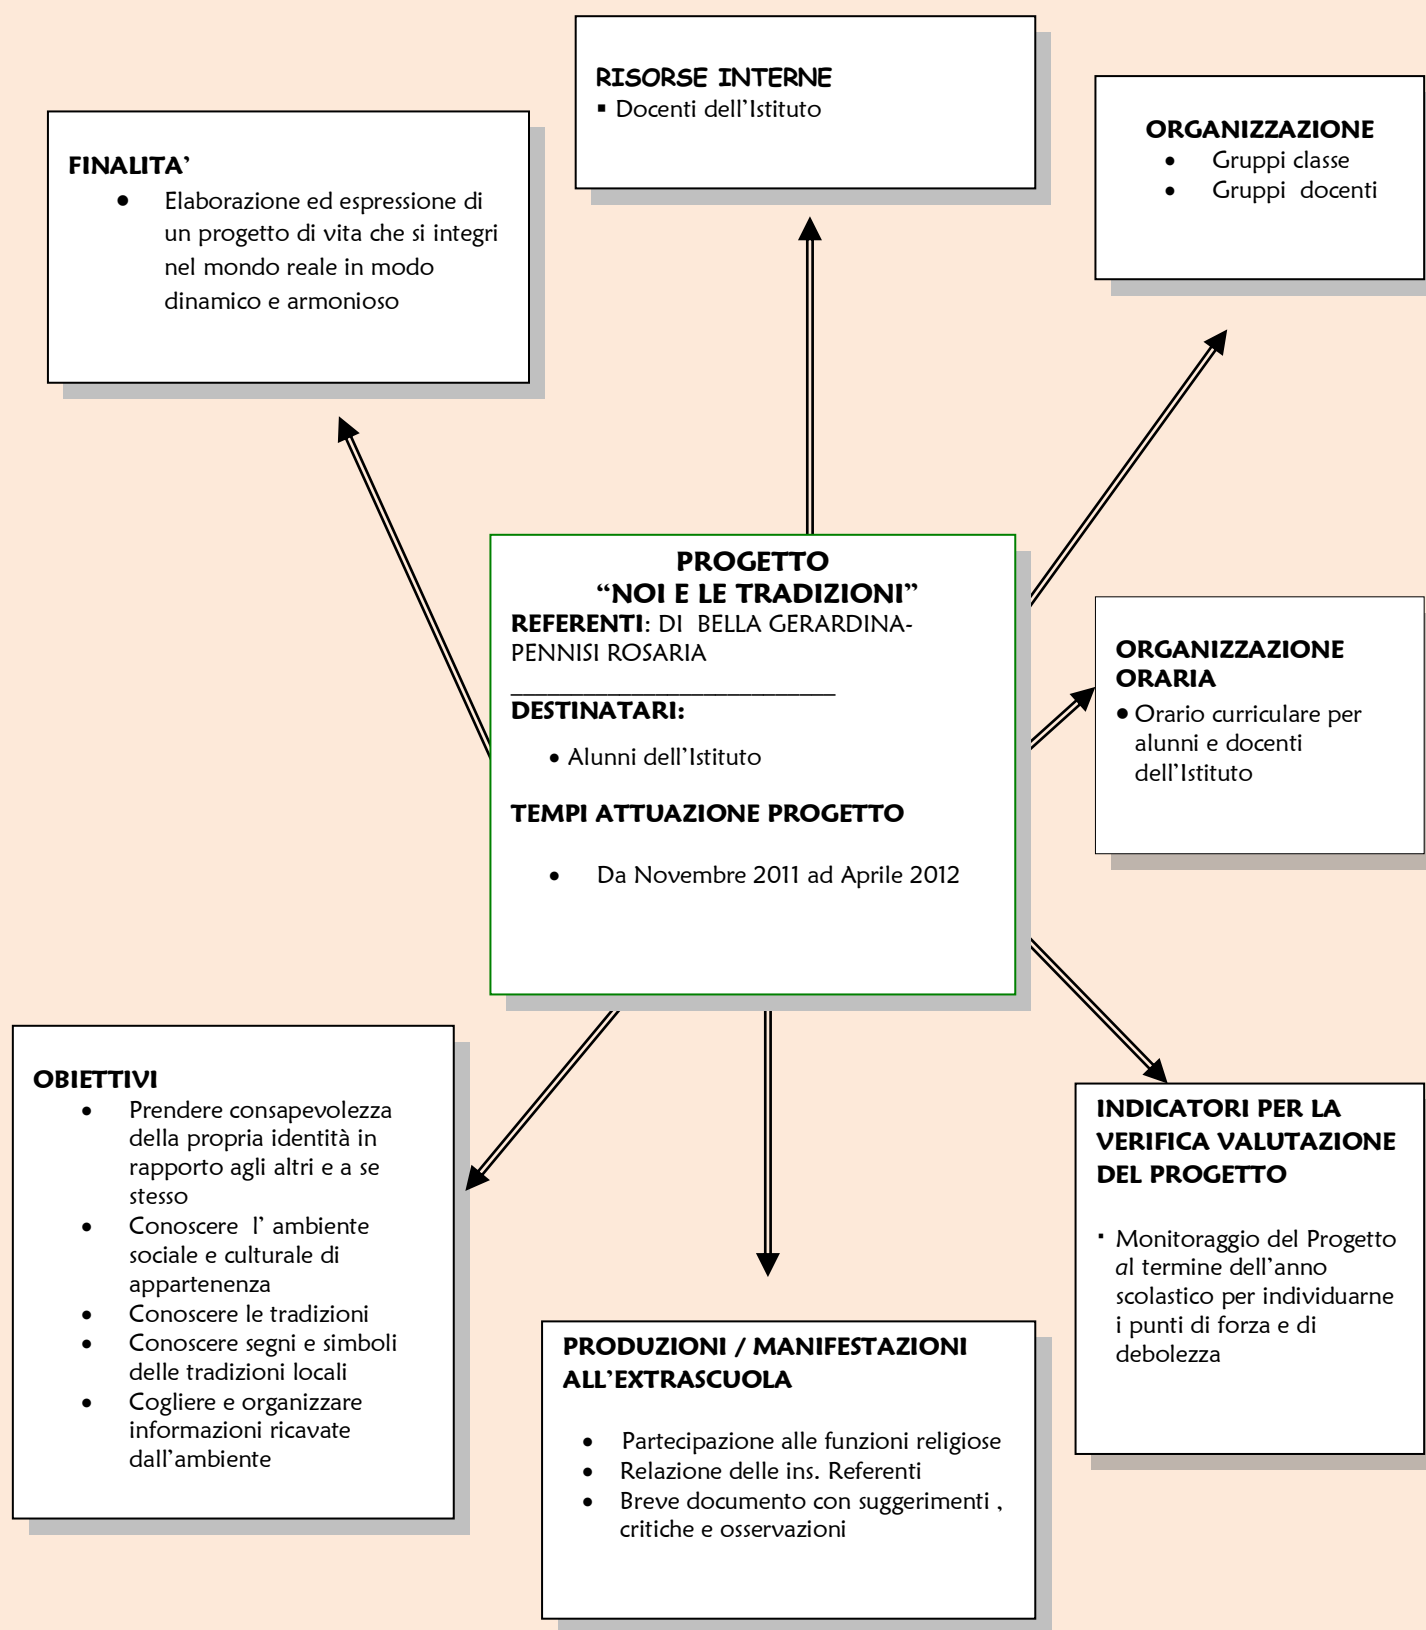 RISORSE INTERNE
▪ Docenti dell’Istituto
ORGANIZZAZIONE
• Gruppi classe
• Gruppi docenti
FINALITA’
• Elaborazione ed espressione di
un progetto di vita che si integri
nel mondo reale in modo
dinamico e armonioso
PROGETTO
“NOI E LE TRADIZIONI”
REFERENTI: DI BELLA GERARDINA-
PENNISI ROSARIA
___________________________
DESTINATARI:
• Alunni dell’Istituto
TEMPI ATTUAZIONE PROGETTO
• Da Novembre 2011 ad Aprile 2012
ORGANIZZAZIONE
ORARIA
• Orario curriculare per
alunni e docenti
dell’Istituto
OBIETTIVI
• Prendere consapevolezza
della propria identità in
rapporto agli altri e a se
stesso
• Conoscere l’ ambiente
sociale e culturale di
appartenenza
• Conoscere le tradizioni
• Conoscere segni e simboli
delle tradizioni locali
• Cogliere e organizzare
informazioni ricavate
dall’ambiente
INDICATORI PER LA
VERIFICA VALUTAZIONE
DEL PROGETTO
▪ Monitoraggio del Progetto
al termine dell’anno
scolastico per individuarne
i punti di forza e di
debolezza
PRODUZIONI / MANIFESTAZIONI
ALL’EXTRASCUOLA
• Partecipazione alle funzioni religiose
• Relazione delle ins. Referenti
• Breve documento con suggerimenti ,
critiche e osservazioni